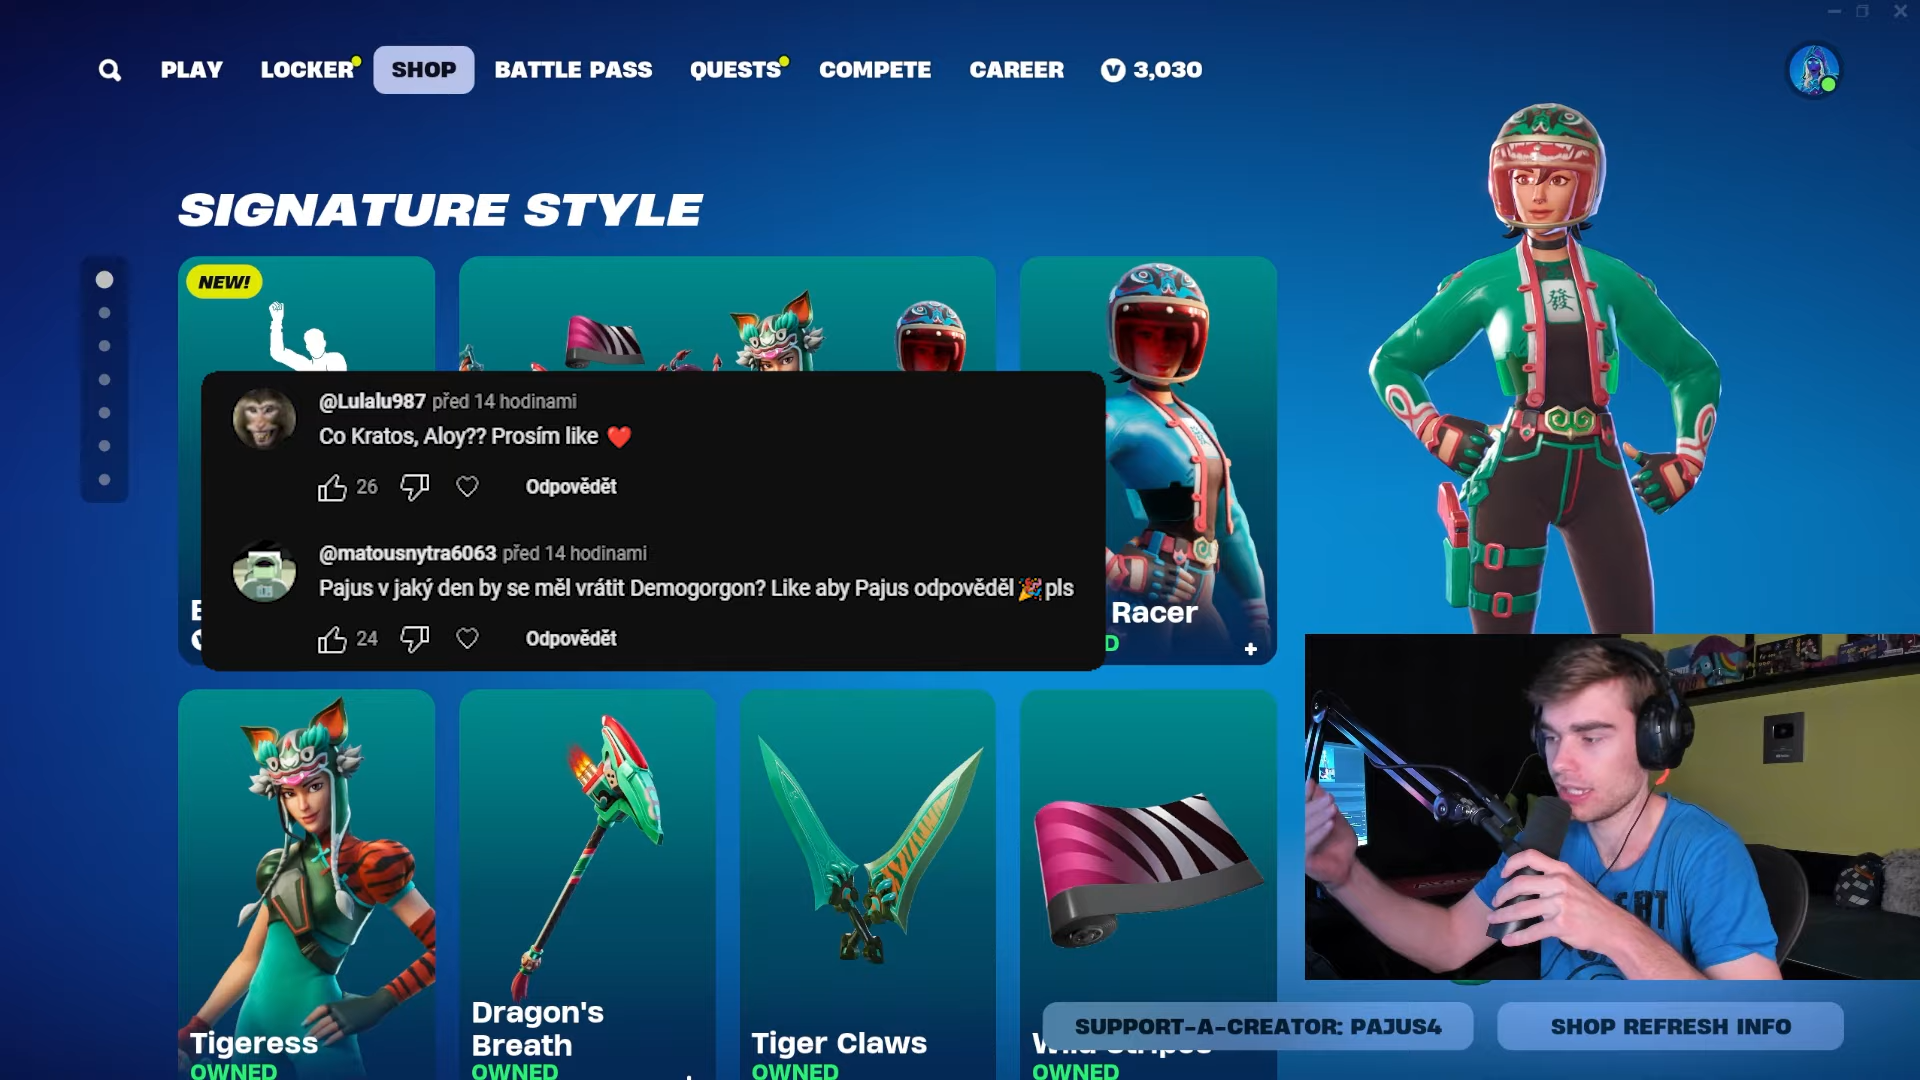 PLAY
LOCKER
SHOP
BATTLE PASS
QUESTS
COMPETE
CAREER
3,030
SIGNATURE STYLE
NEW!
發
@Lulalu987 před 14 hodinami
Co Kratos, Aloy?? Prosím like ❤️
26
Odpovědět
@matousnytra6063 před 14 hodinami
Pajus v jaký den by se měl vrátit Demogorgon? Like aby Pajus odpověděl 🎉 pls
24
Odpovědět
Racer
Tigeress
OWNED
Dragon's
Breath
OWNED
Tiger Claws
OWNED
OWNED
SUPPORT-A-CREATOR: PAJUS4
SHOP REFRESH INFO